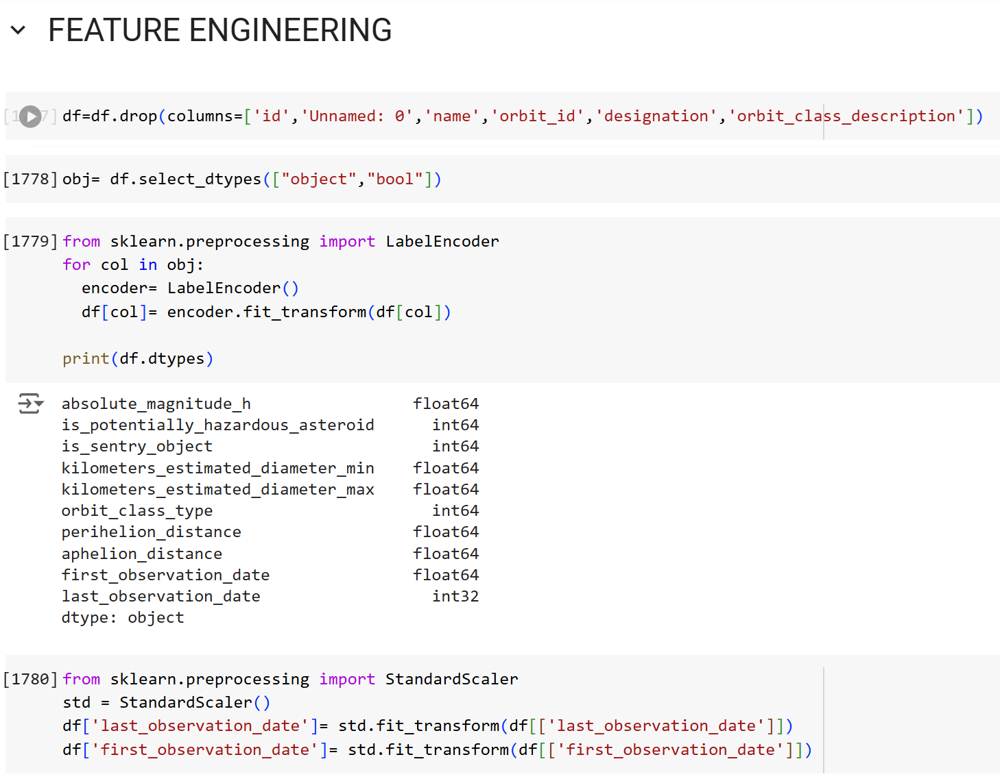 FEATURE ENGINEERING
df=df.drop(columns=['id','Unnamed: 0','name','orbit_id','designation','orbit_class_description'])
[1778] obj= df.select_dtypes(["object","bool"])
[1779] from sklearn.preprocessing import LabelEncoder
for col in obj:
  encoder= LabelEncoder()
  df[col]= encoder.fit_transform(df[col])
print(df.dtypes)
absolute_magnitude_h                 float64
is_potentially_hazardous_asteroid      int64
is_sentry_object                       int64
kilometers_estimated_diameter_min    float64
kilometers_estimated_diameter_max    float64
orbit_class_type                       int64
perihelion_distance                  float64
aphelion_distance                    float64
first_observation_date               float64
last_observation_date                  int32
dtype: object
[1780] from sklearn.preprocessing import StandardScaler
std = StandardScaler()
df['last_observation_date']= std.fit_transform(df[['last_observation_date']])
df['first_observation_date']= std.fit_transform(df[['first_observation_date']])